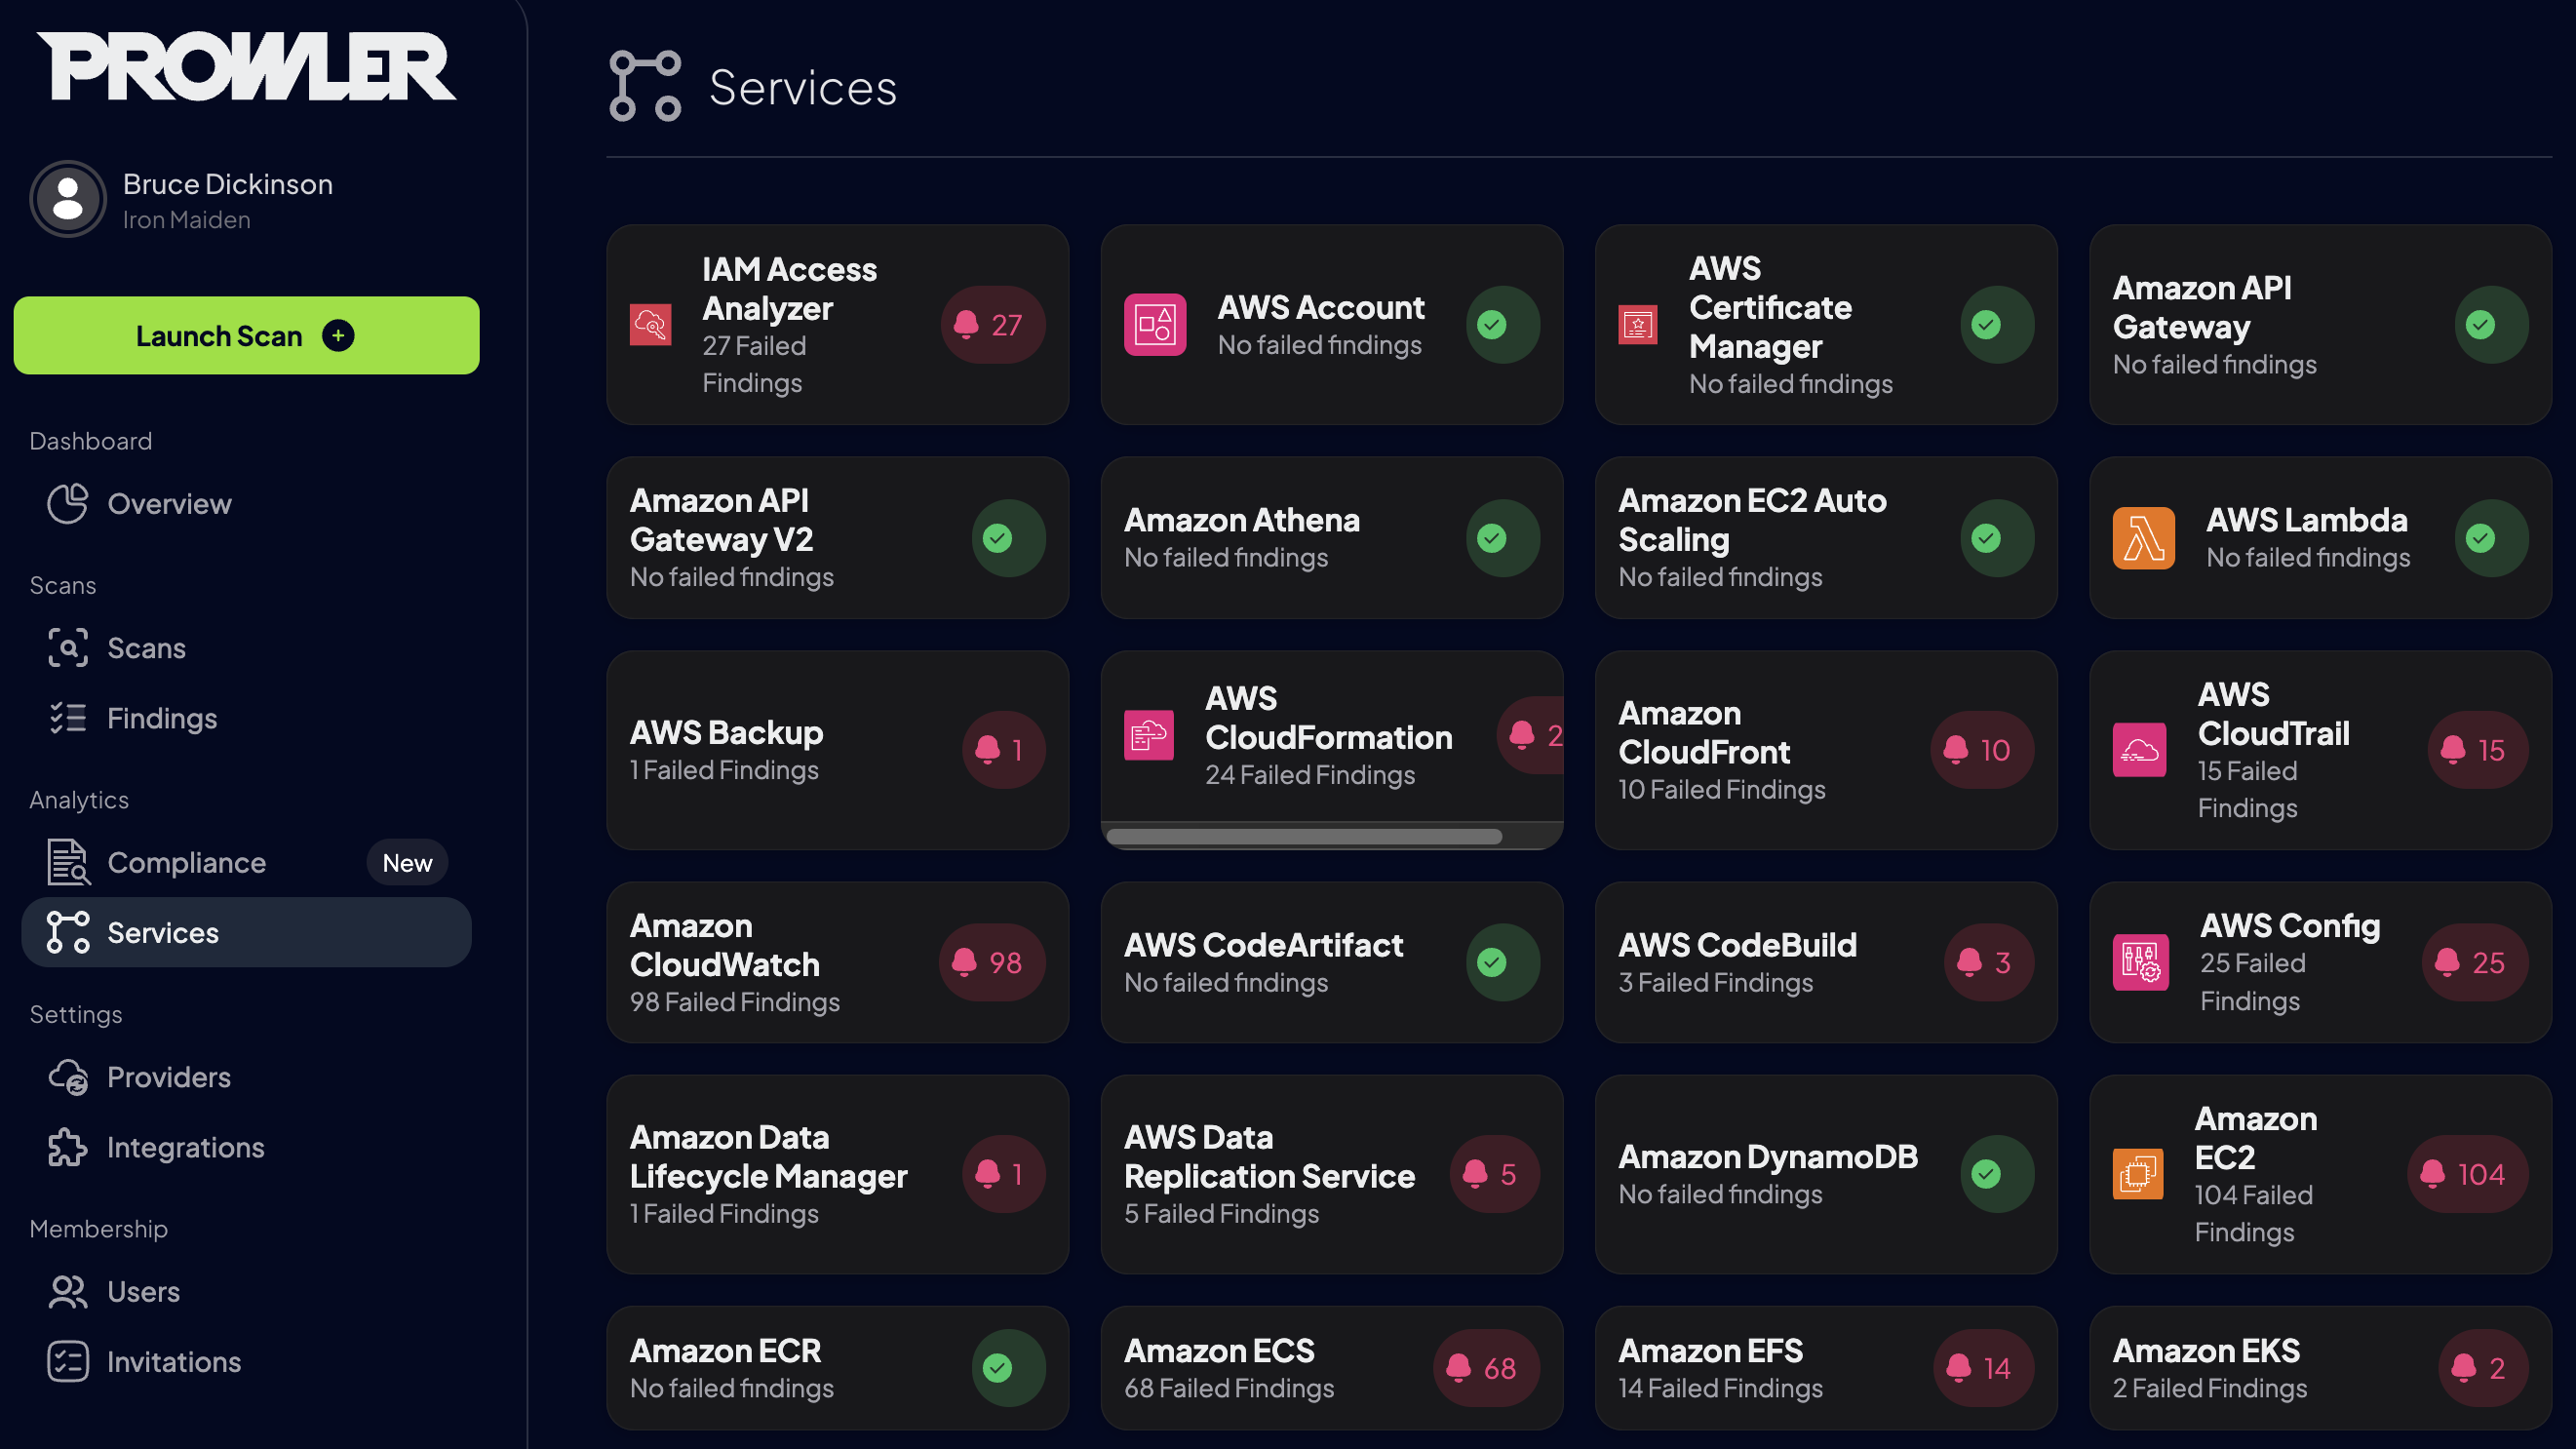 PROWLER
Bruce Dickinson
Iron Maiden
Launch Scan
Dashboard
Overview
Scans
Scans
Findings
Analytics
Compliance New
Services
Settings
Providers
Integrations
Membership
Users
Invitations
Services
IAM Access
Analyzer
27 Failed
Findings
27
AWS Account
No failed findings
AWS
Certificate
Manager
No failed findings
Amazon API
Gateway
No failed findings
Amazon API
Gateway V2
No failed findings
Amazon Athena
No failed findings
Amazon EC2 Auto
Scaling
No failed findings
AWS Lambda
No failed findings
AWS Backup
1 Failed Findings
1
AWS
CloudFormation
24 Failed Findings
2
Amazon
CloudFront
10 Failed Findings
10
AWS
CloudTrail
15 Failed
Findings
15
Amazon
CloudWatch
98 Failed Findings
98
AWS CodeArtifact
No failed findings
AWS CodeBuild
3 Failed Findings
3
AWS Config
25 Failed
Findings
25
Amazon Data
Lifecycle Manager
1 Failed Findings
1
AWS Data
Replication Service
5 Failed Findings
5
Amazon DynamoDB
No failed findings
Amazon
EC2
104 Failed
Findings
104
Amazon ECR
No failed findings
Amazon ECS
68 Failed Findings
68
Amazon EFS
14 Failed Findings
14
Amazon EKS
2 Failed Findings
2